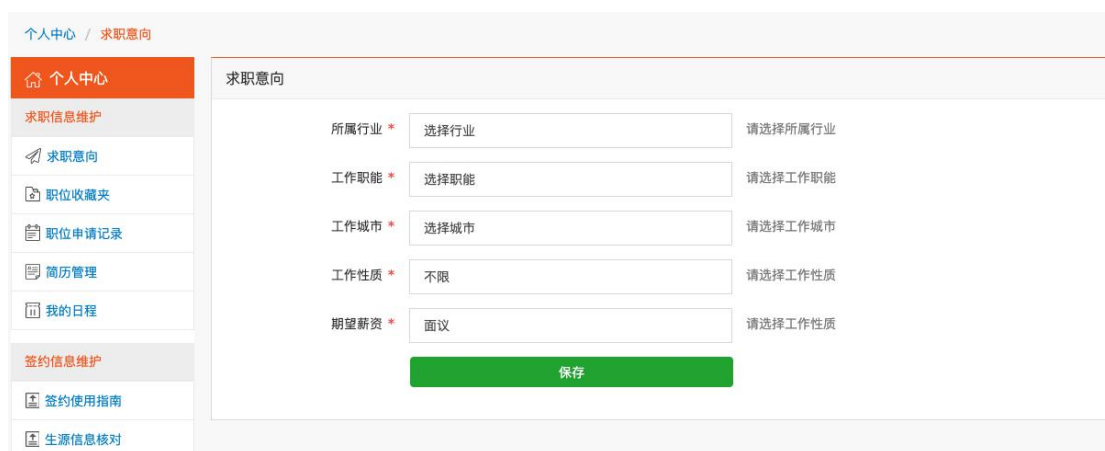 个人中心 / 求职意向
个人中心
求职信息维护
求职意向
职位收藏夹
职位申请记录
简历管理
我的日程
签约信息维护
签约使用指南
生源信息核对
求职意向
所属行业 * 选择行业 请选择所属行业
工作职能 * 选择职能 请选择工作职能
工作城市 * 选择城市 请选择工作城市
工作性质 * 不限 请选择工作性质
期望薪资 * 面议 请选择工作性质
保存